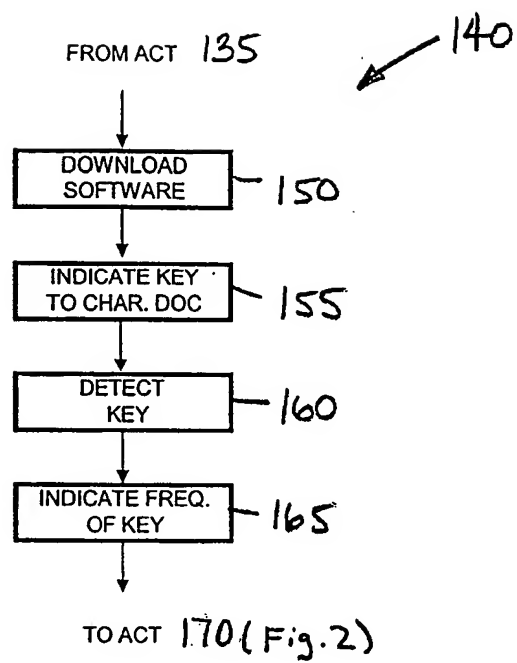 FROM ACT 135
140
DOWNLOAD
SOFTWARE
150
INDICATE KEY
TO CHAR. DOC
155
DETECT
KEY
160
INDICATE FREQ.
OF KEY
165
TO ACT 170 (Fig. 2)